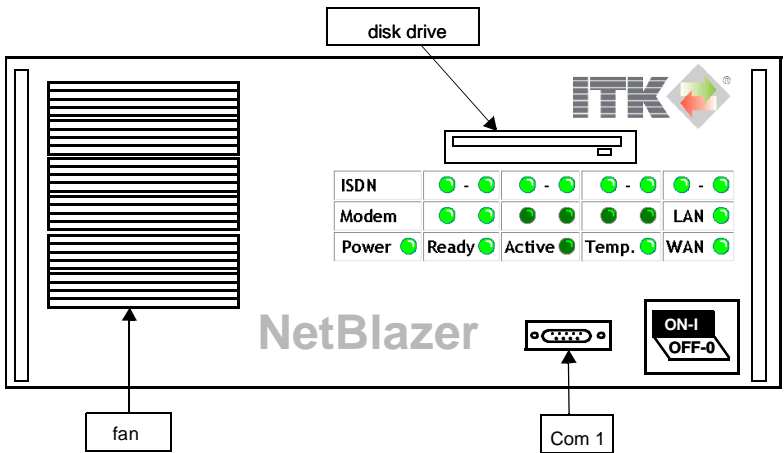 disk drive
ITK ®
ISDN - - - -
Modem LAN
Power Ready Active Temp. WAN
NetBlazer
ON-I
OFF-0
fan
Com 1